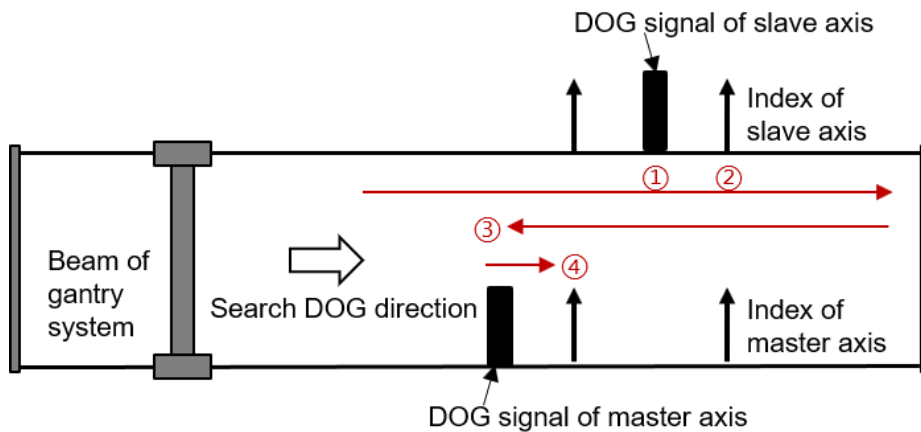 DOG signal of slave axis
Index of
slave axis
① ②
③
Beam of
gantry
system
Search DOG direction
④
Index of
master axis
DOG signal of master axis